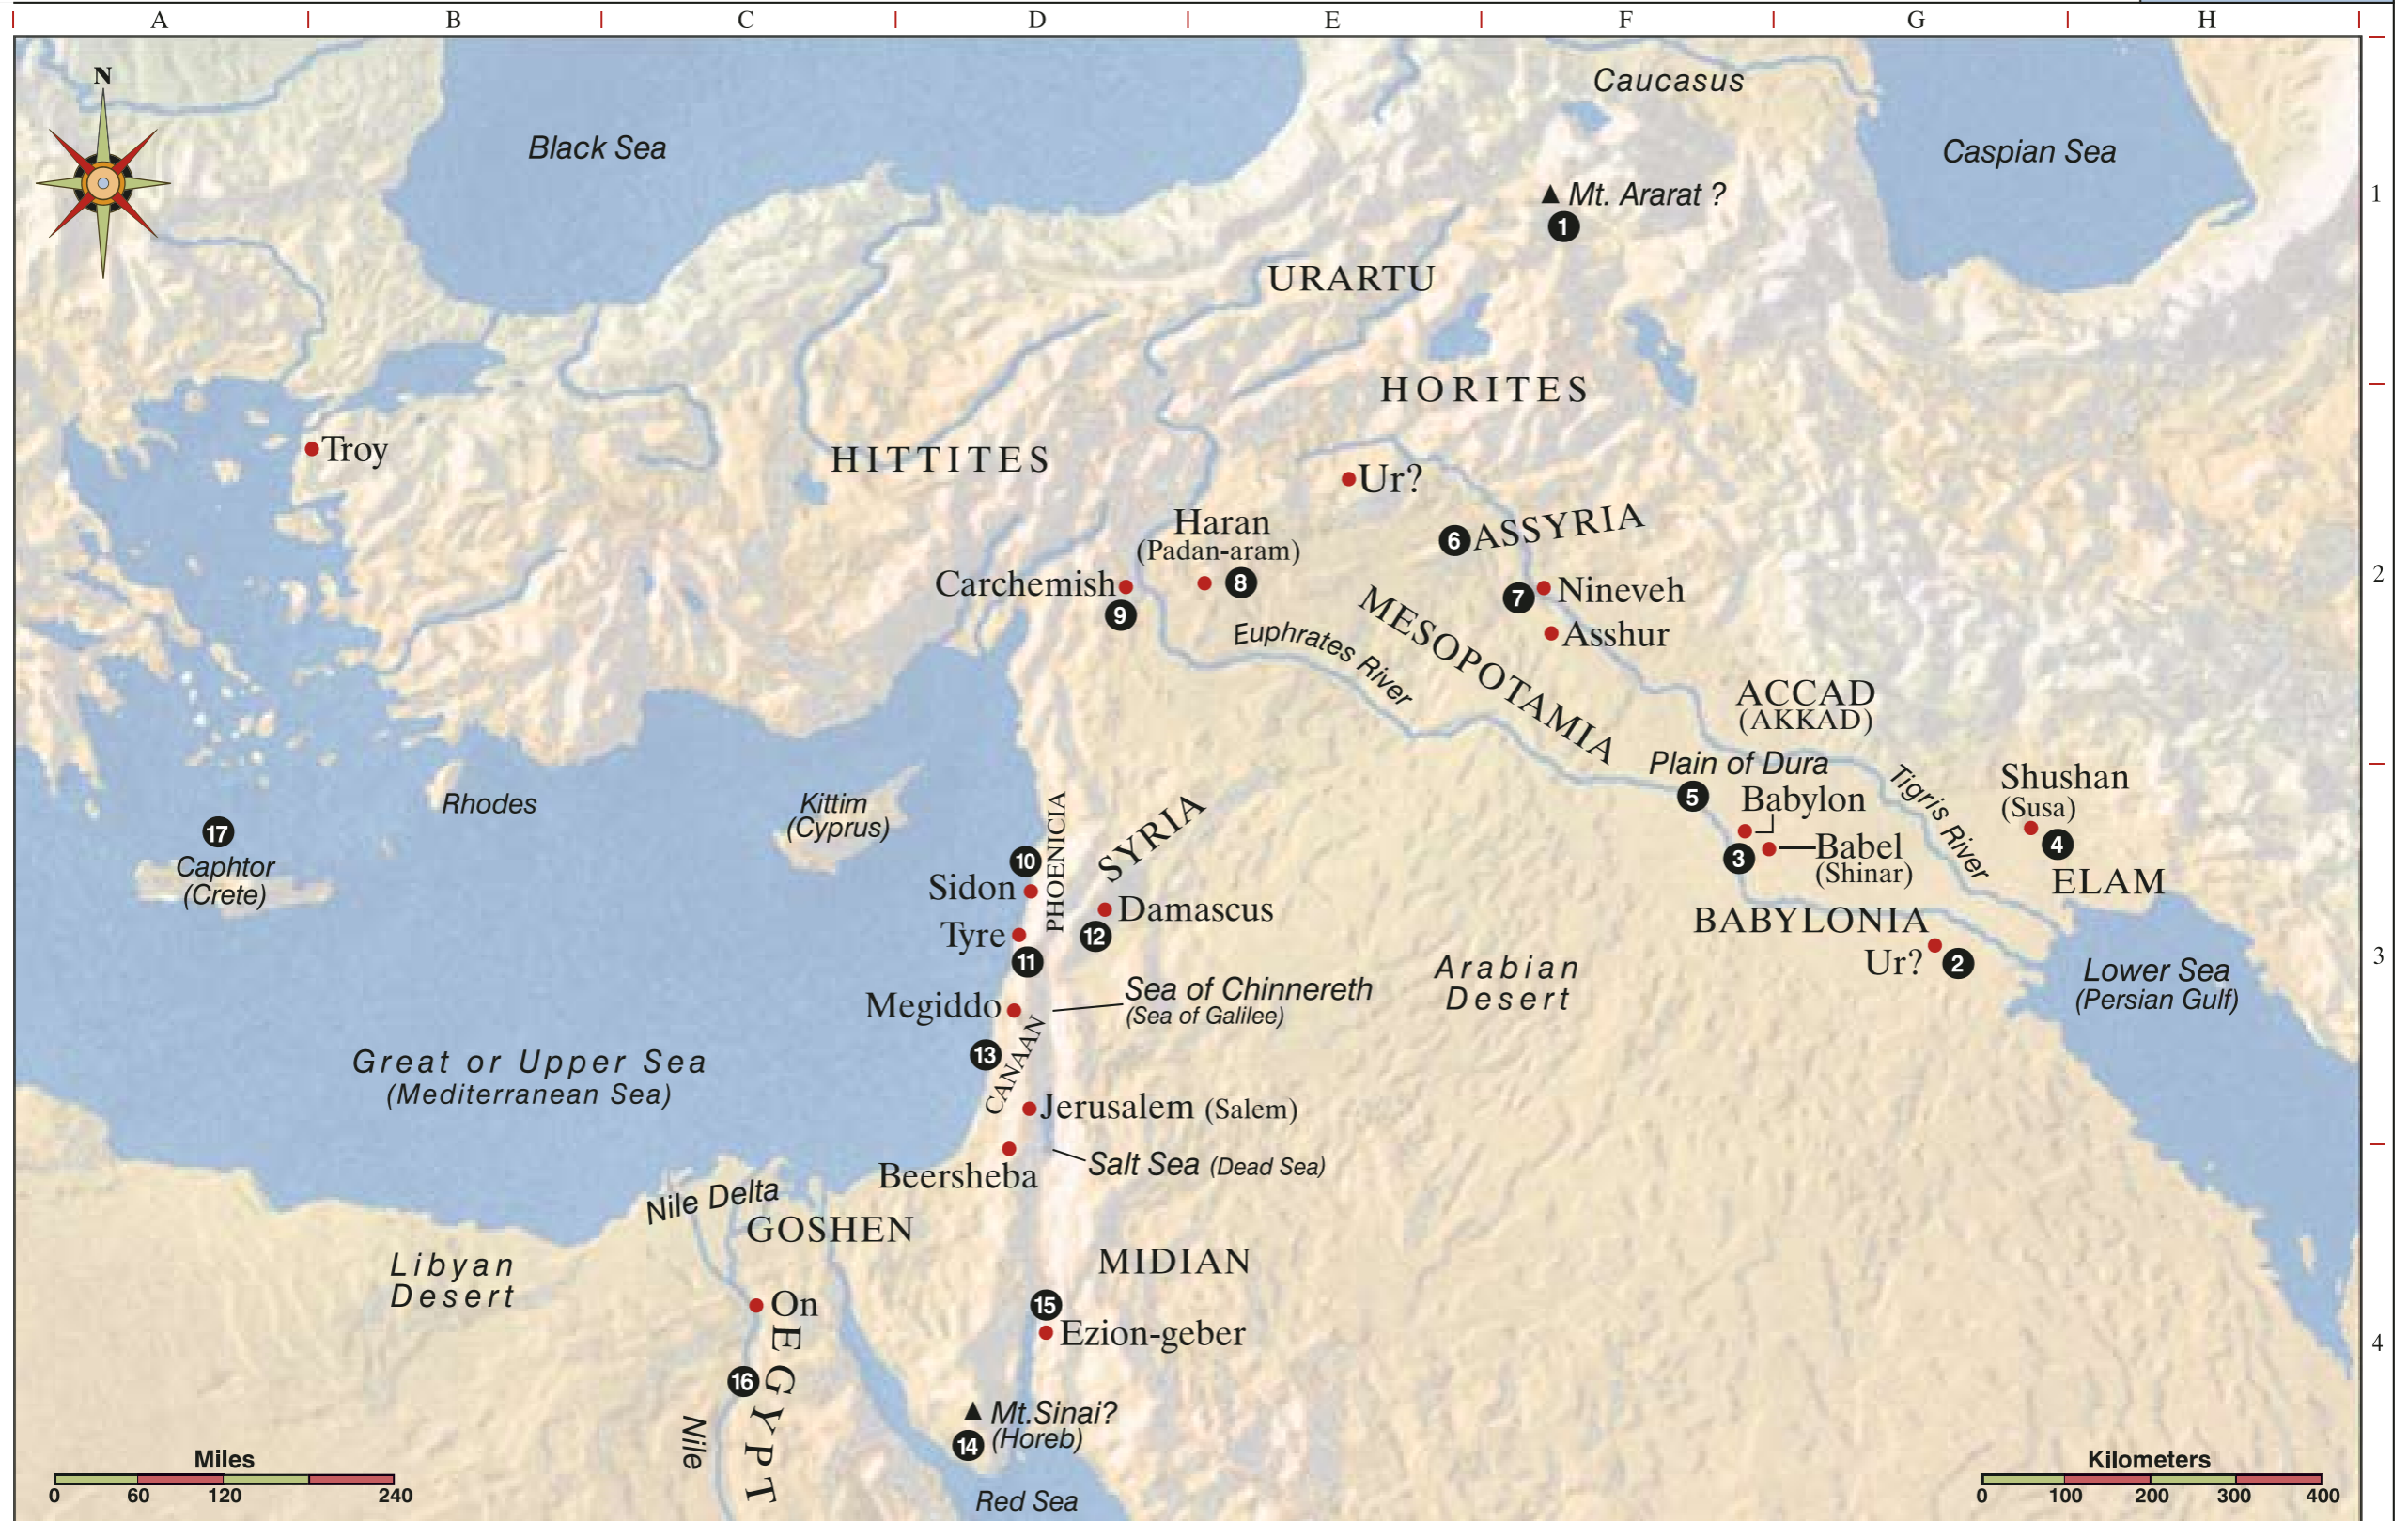 A B C D E F G H
N
Caucasus
Black Sea
Caspian Sea
1
Mt. Ararat ?
1
URARTU
HORITES
Troy
HITTITES
Ur?
Haran
(Padan-aram)
8
6
ASSYRIA
2
Carchemish
9
7
Nineveh
Asshur
MESOPOTAMIA
Euphrates River
ACCAD
(AKKAD)
Plain of Dura
5
Babylon
Tigris River
Shushan
(Susa)
4
Rhodes
Kittim
(Cyprus)
17
Caphtor
(Crete)
3
Babel
(Shinar)
ELAM
10
PHOENICIA
SYRIA
Sidon
Damascus
12
Tyre
11
BABYLONIA
Ur?
2
3
Arabian
Desert
Lower Sea
(Persian Gulf)
Megiddo
Sea of Chinnereth
(Sea of Galilee)
13
CANAAN
Great or Upper Sea
(Mediterranean Sea)
Jerusalem (Salem)
Beersheba
Salt Sea (Dead Sea)
Nile Delta
GOSHEN
Libyan
Desert
MIDIAN
On
15
Ezion-geber
4
16
EGYPT
Nile
Mt.Sinai?
14
(Horeb)
Red Sea
Miles
0 60 120 240
Kilometers
0 100 200 300 400